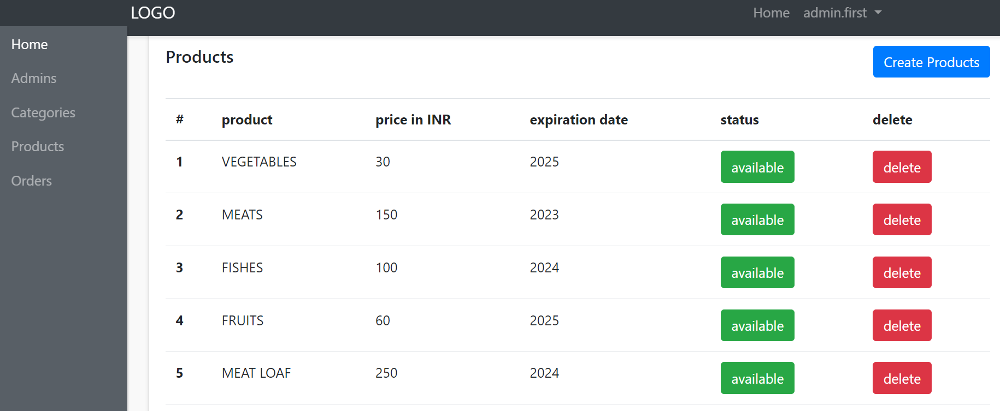 LOGO
Home admin.first
Home
Admins
Categories
Products
Orders
Products
Create Products
# product price in INR expiration date status delete
1 VEGETABLES 30 2025 available delete
2 MEATS 150 2023 available delete
3 FISHES 100 2024 available delete
4 FRUITS 60 2025 available delete
5 MEAT LOAF 250 2024 available delete